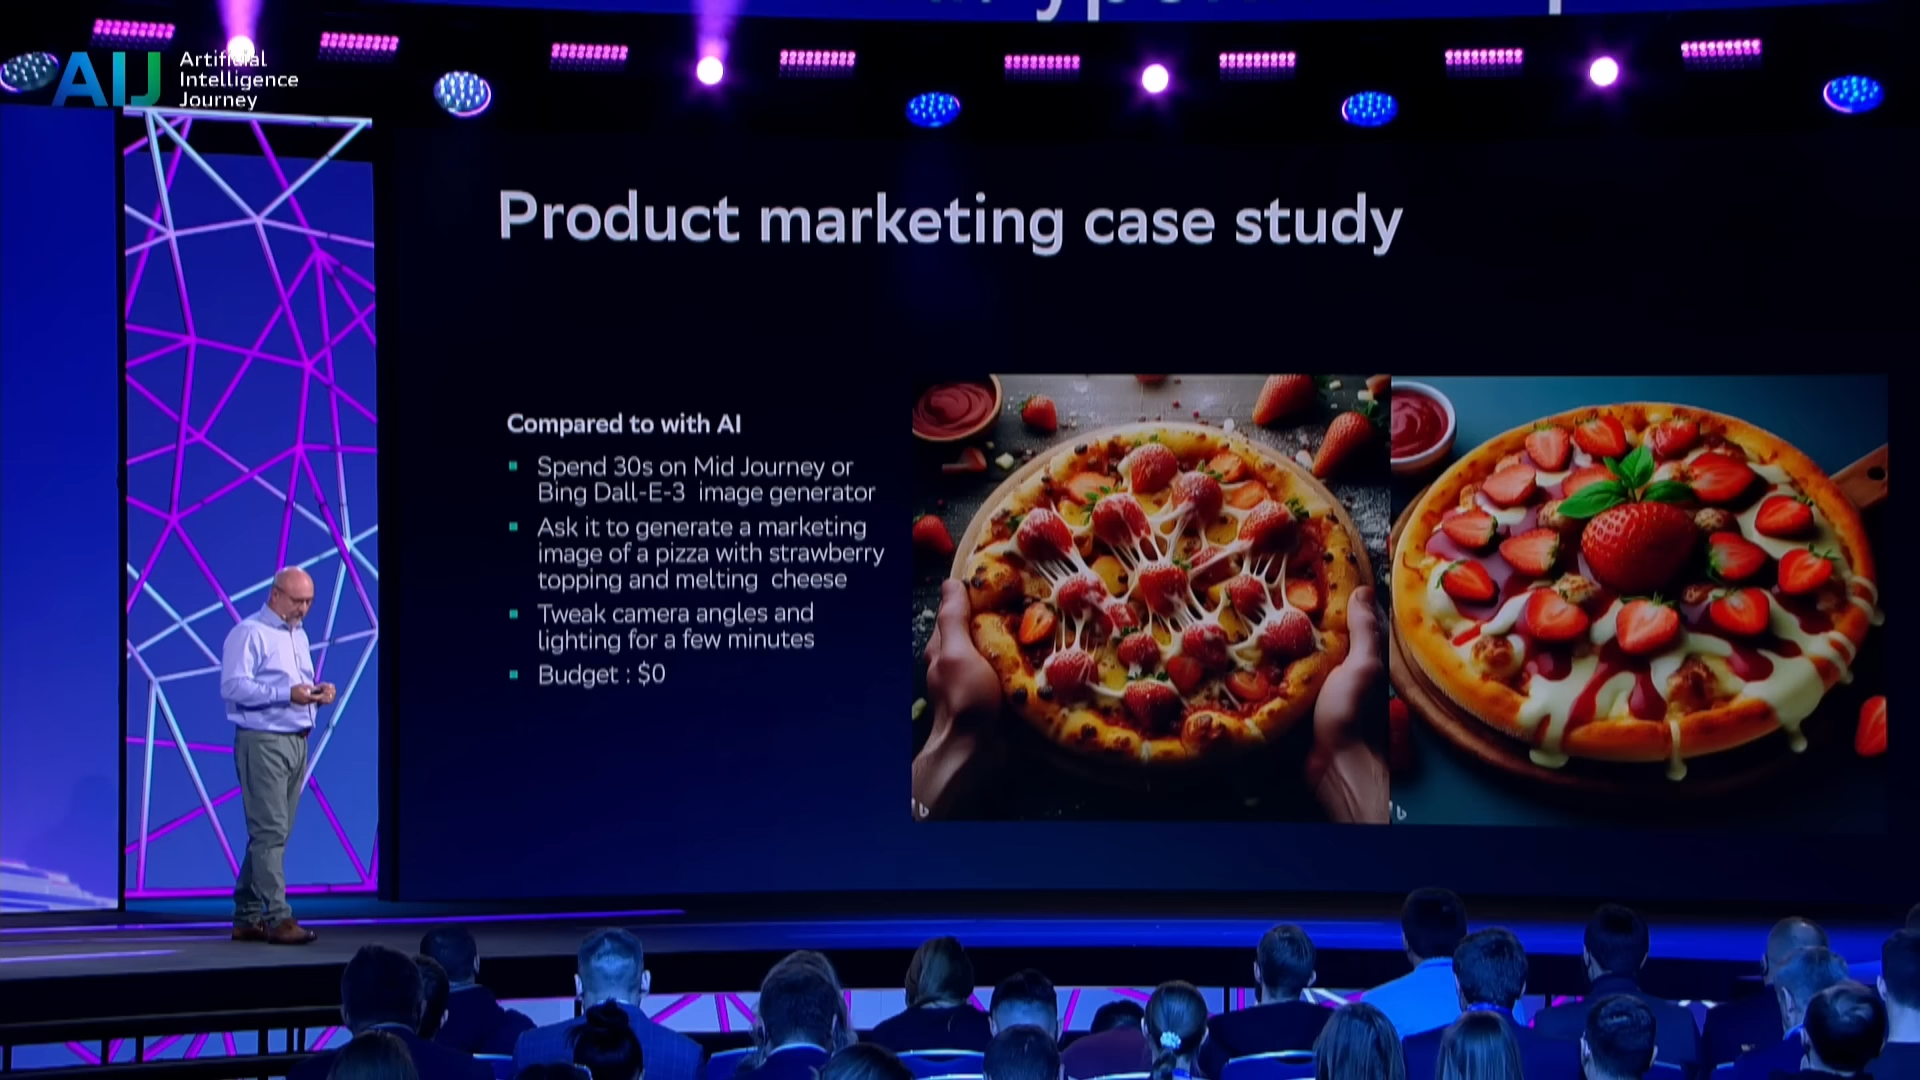 Artificial
Intelligence
Journey
AIJ
Product marketing case study
Compared to with AI
Spend 30s on Mid Journey or
Bing Dall-E-3 image generator
Ask it to generate a marketing
image of a pizza with strawberry
topping and melting cheese
Tweak camera angles and
lighting for a few minutes
Budget : $0